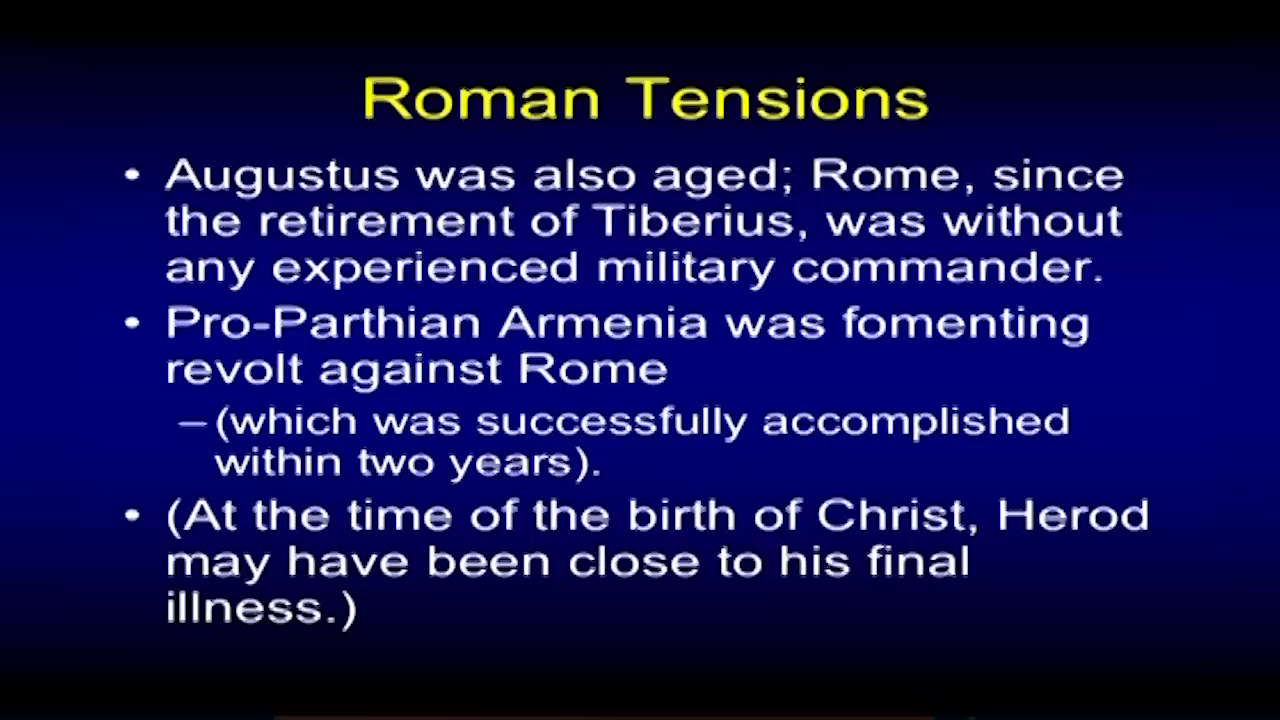 Roman Tensions
• Augustus was also aged; Rome, since
the retirement of Tiberius, was without
any experienced military commander.
• Pro-Parthian Armenia was fomenting
revolt against Rome
– (which was successfully accomplished
within two years).
• (At the time of the birth of Christ, Herod
may have been close to his final
illness.)